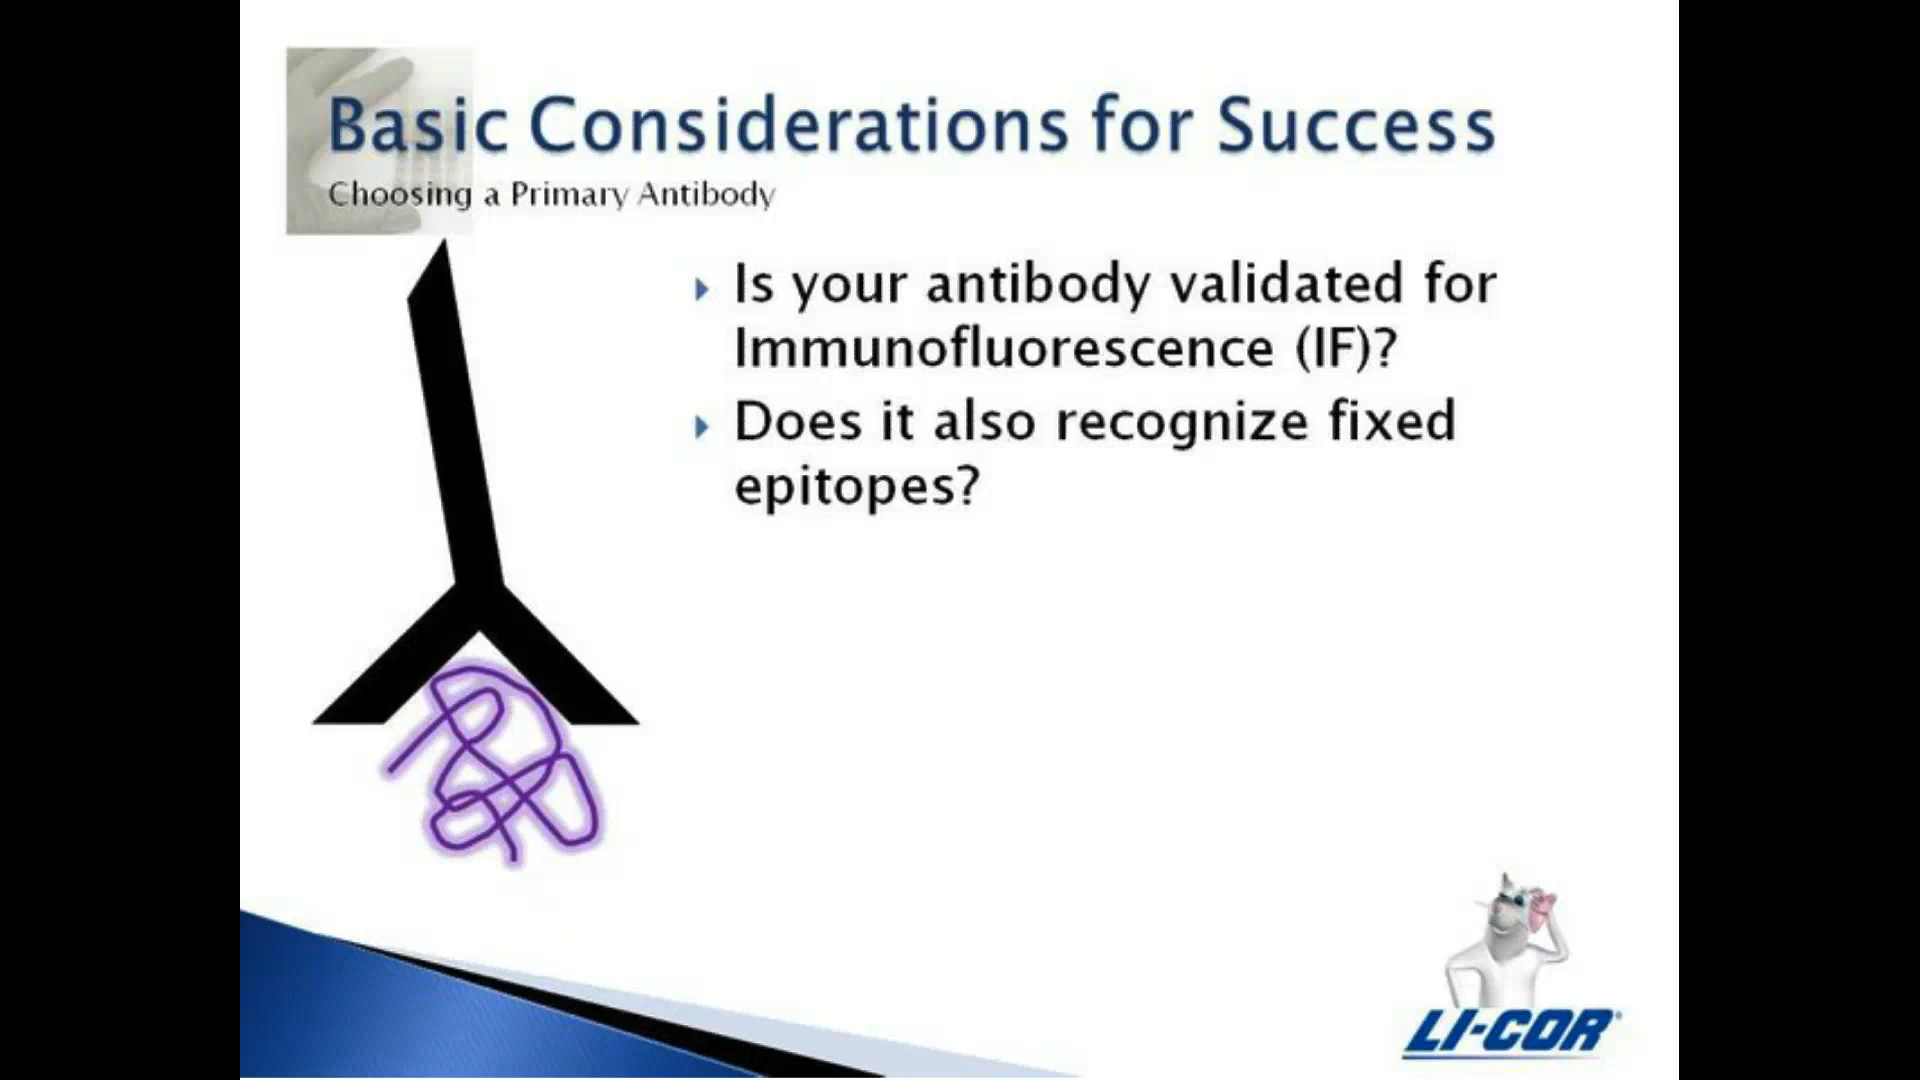 Basic Considerations for Success
Choosing a Primary Antibody
Is your antibody validated for
Immunofluorescence (IF)?
Does it also recognize fixed
epitopes?
LI-COR®